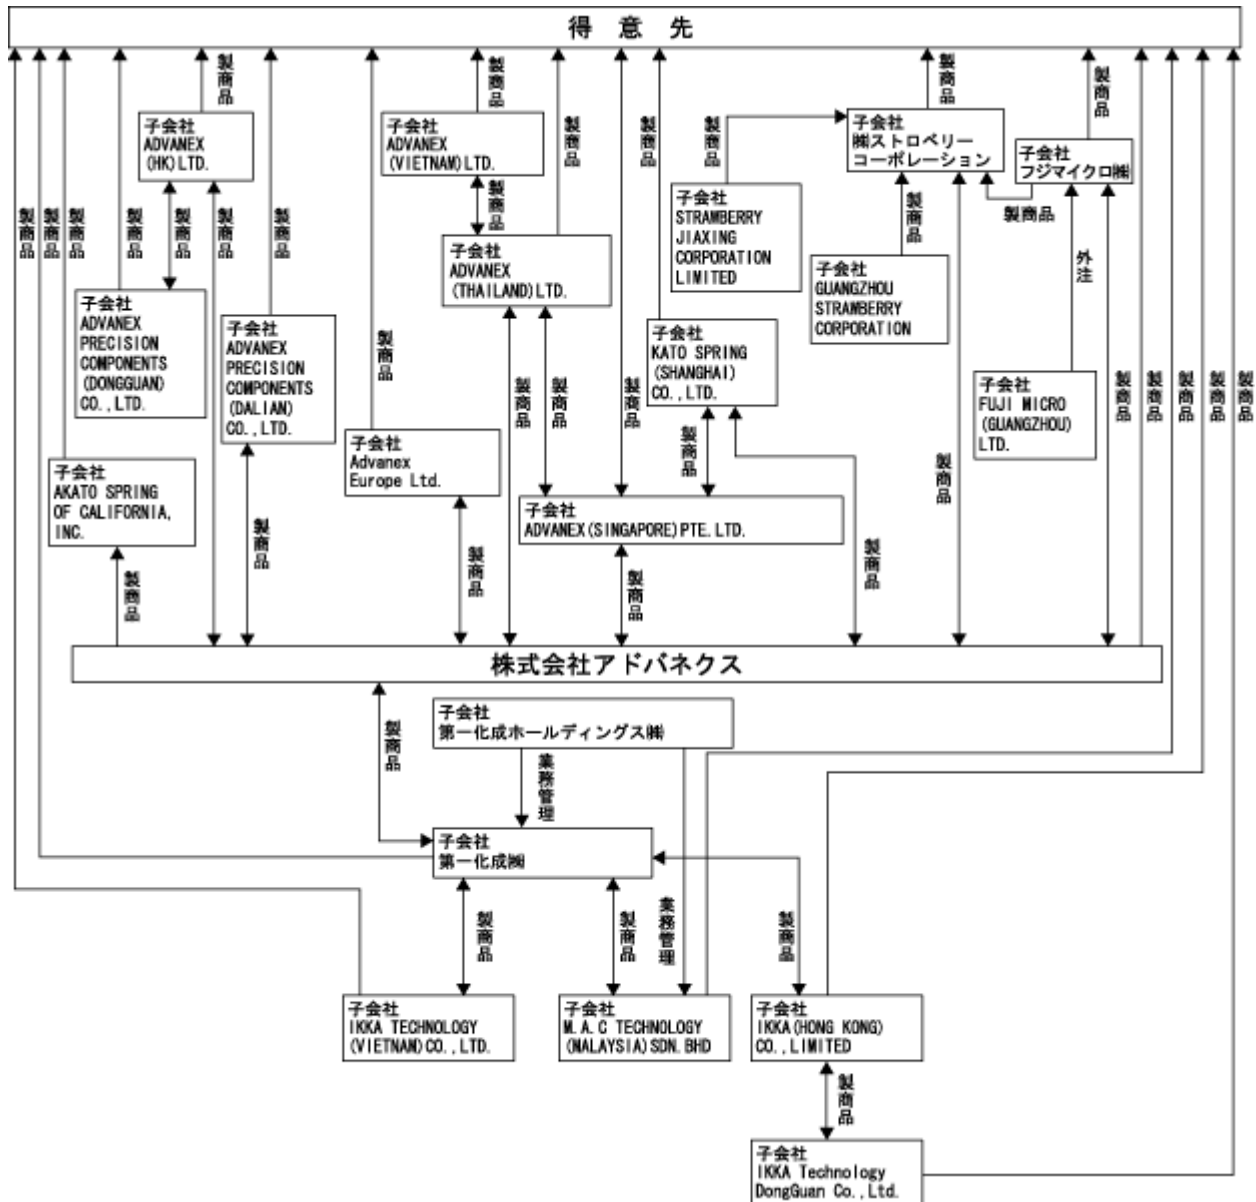 得意先
製商品
製商品
製商品
製商品
製商品
子会社
ADVANEX
(HK)LTD.
子会社
ADVANEX
(VIETNAM)LTD.
製商品
製商品
製商品
製商品
子会社
㈱ストロベリー
コーポレーション
子会社
フジマイクロ㈱
製商品
製商品
製商品
製商品
製商品
製商品
製商品
製商品
製商品
子会社
ADVANEX
(THAILAND)LTD.
子会社
STRAWBERRY
JIAXING
CORPORATION
LIMITED
製商品
製商品
外注
子会社
GUANGZHOU
STRAWBERRY
CORPORATION
子会社
ADVANEX
PRECISION
COMPONENTS
(DONGGUAN)
CO.,LTD.
子会社
ADVANEX
PRECISION
COMPONENTS
(DALIAN)
CO.,LTD.
製商品
子会社
KATO SPRING
(SHANGHAI)
CO.,LTD.
製商品
製商品
製商品
子会社
FUJI MICRO
(GUANGZHOU)
LTD.
製商品
製商品
製商品
製商品
製商品
子会社
Advanex
Europe Ltd.
製商品
製商品
子会社
AKATO SPRING
OF CALIFORNIA,
INC.
製商品
子会社
ADVANEX(SINGAPORE)PTE.LTD.
製商品
製商品
製商品
製商品
株式会社アドバネクス
子会社
第一化成ホールディングス㈱
製商品
業務管理
子会社
第一化成㈱
製商品
製商品
業務管理
製商品
子会社
IKKA TECHNOLOGY
(VIETNAM)CO.,LTD.
子会社
M.A.C TECHNOLOGY
(MALAYSIA)SDN.BHD
子会社
IKKA(HONG KONG)
CO.,LIMITED
製商品
子会社
IKKA Technology
DongGuan Co.,Ltd.